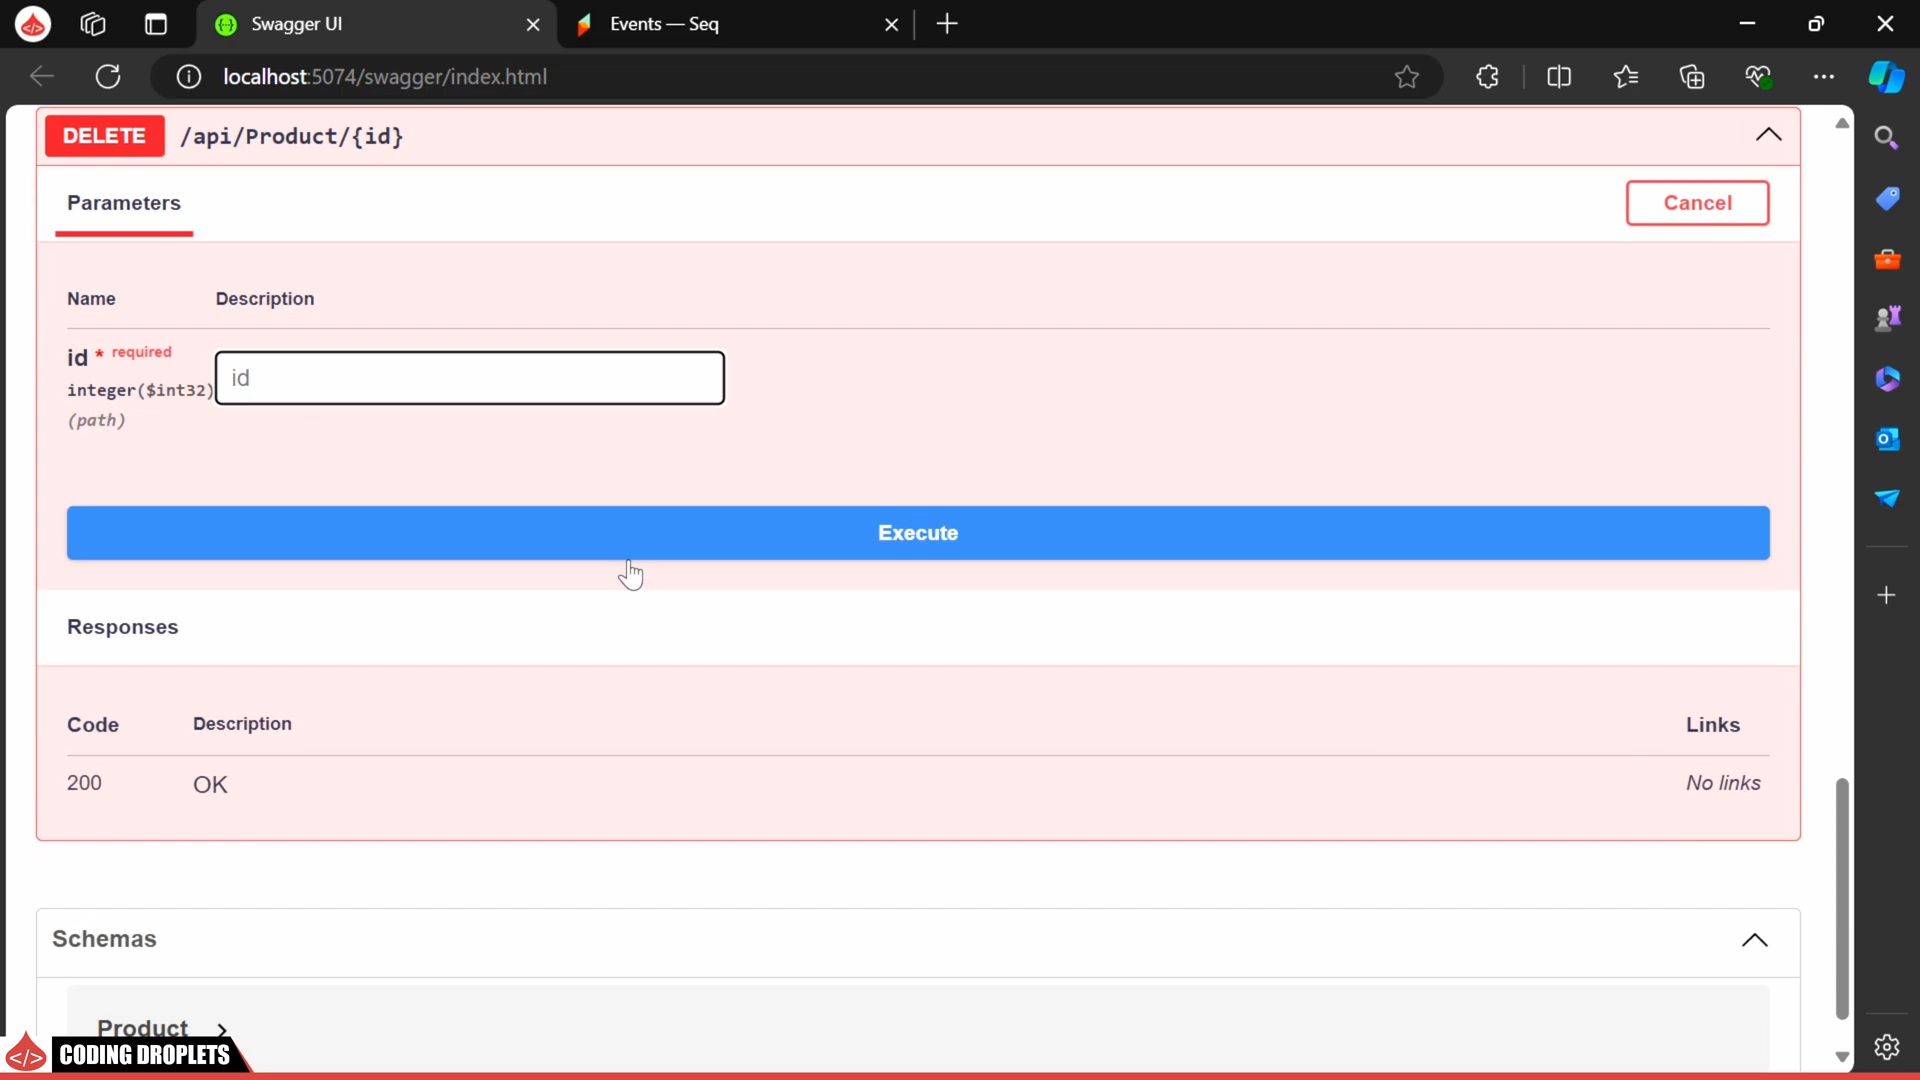 Swagger UI
Events — Seq
localhost:5074/swagger/index.html
DELETE /api/Product/{id}
Parameters
Cancel
Name Description
id * required
integer($int32)
(path)
id
Execute
Responses
Code Description Links
200 OK No links
Schemas
Product
CODING DROPLETS